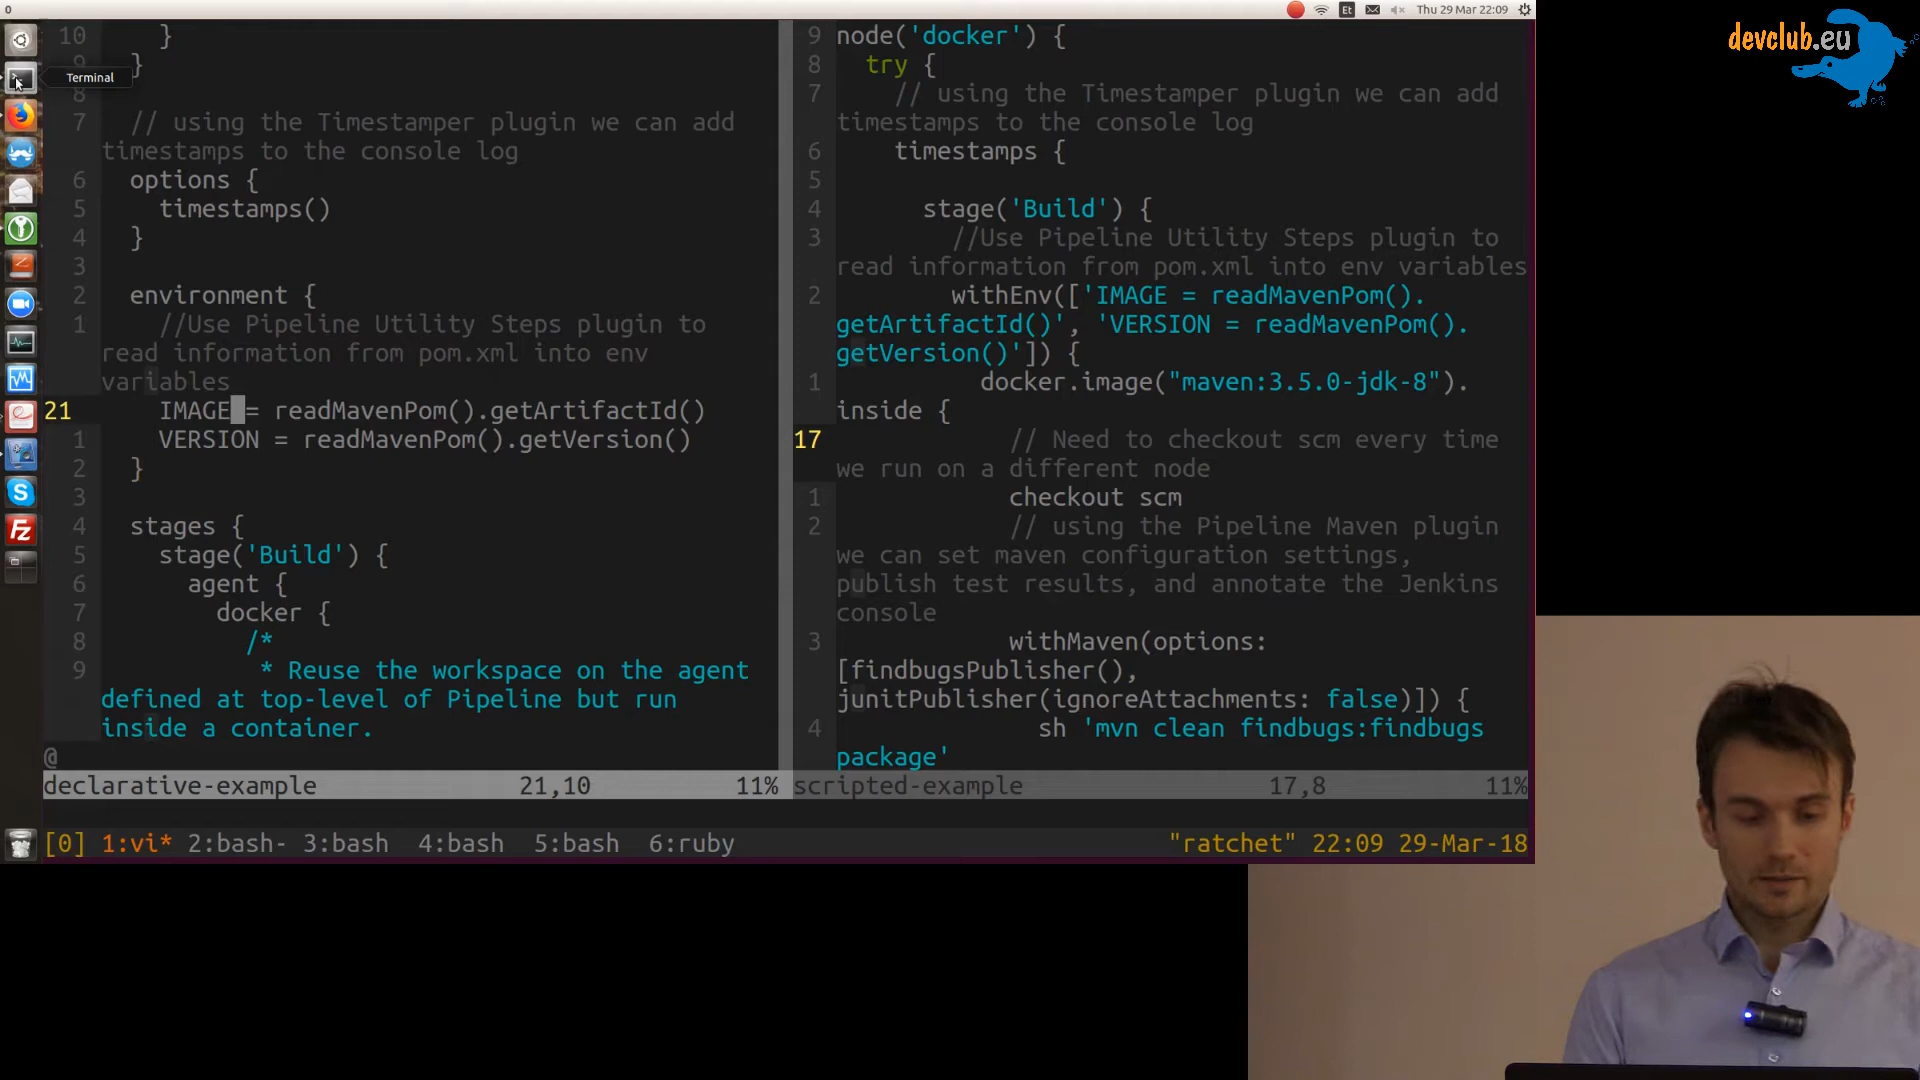 0
Et
Thu 29 Mar 22:09
devclub.eu
Terminal
10 }
9 }
8
7 // using the Timestamper plugin we can add
timestamps to the console log
6 options {
5 timestamps()
4 }
3
2 environment {
1 //Use Pipeline Utility Steps plugin to
read information from pom.xml into env
variables
21 IMAGE = readMavenPom().getArtifactId()
1 VERSION = readMavenPom().getVersion()
2 }
3
4 stages {
5 stage('Build') {
6 agent {
7 docker {
8 /*
9 * Reuse the workspace on the agent
defined at top-level of Pipeline but run
inside a container.
@
declarative-example 21,10 11%
9 node('docker') {
8 try {
7 // using the Timestamper plugin we can add
timestamps to the console log
6 timestamps {
5
4 stage('Build') {
3 //Use Pipeline Utility Steps plugin to
read information from pom.xml into env variables
2 withEnv(['IMAGE = readMavenPom().
getArtifactId()', 'VERSION = readMavenPom().
getVersion()']) {
1 docker.image("maven:3.5.0-jdk-8").
inside {
17 // Need to checkout scm every time
we run on a different node
1 checkout scm
2 // using the Pipeline Maven plugin
we can set maven configuration settings,
publish test results, and annotate the Jenkins
console
3 withMaven(options:
[findbugsPublisher(),
junitPublisher(ignoreAttachments: false)]) {
4 sh 'mvn clean findbugs:findbugs
package'
scripted-example 17,8 11%
[0] 1:vi* 2:bash- 3:bash 4:bash 5:bash 6:ruby "ratchet" 22:09 29-Mar-18
S
Fz